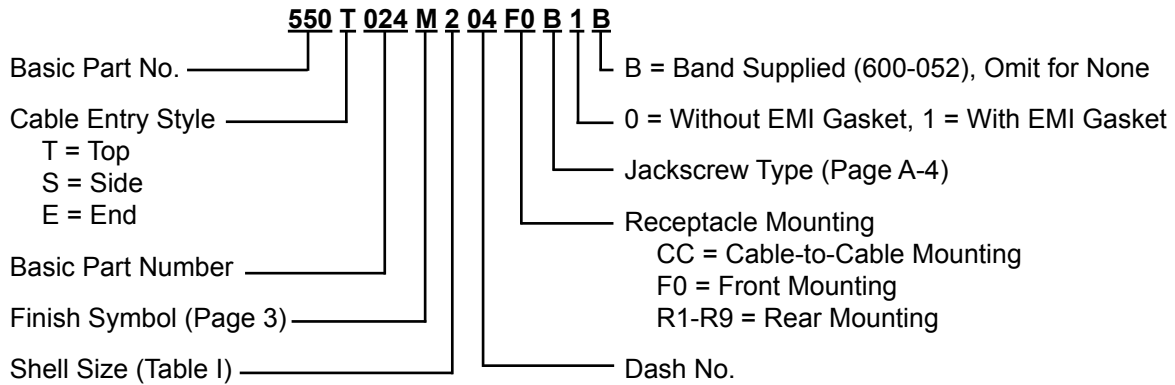 550 T 024 M 2 04 F0 B 1 B
Basic Part No.
Cable Entry Style
T = Top
S = Side
E = End
Basic Part Number
Finish Symbol (Page 3)
Shell Size (Table I)
B = Band Supplied (600-052), Omit for None
0 = Without EMI Gasket, 1 = With EMI Gasket
Jackscrew Type (Page A-4)
Receptacle Mounting
CC = Cable-to-Cable Mounting
F0 = Front Mounting
R1-R9 = Rear Mounting
Dash No.